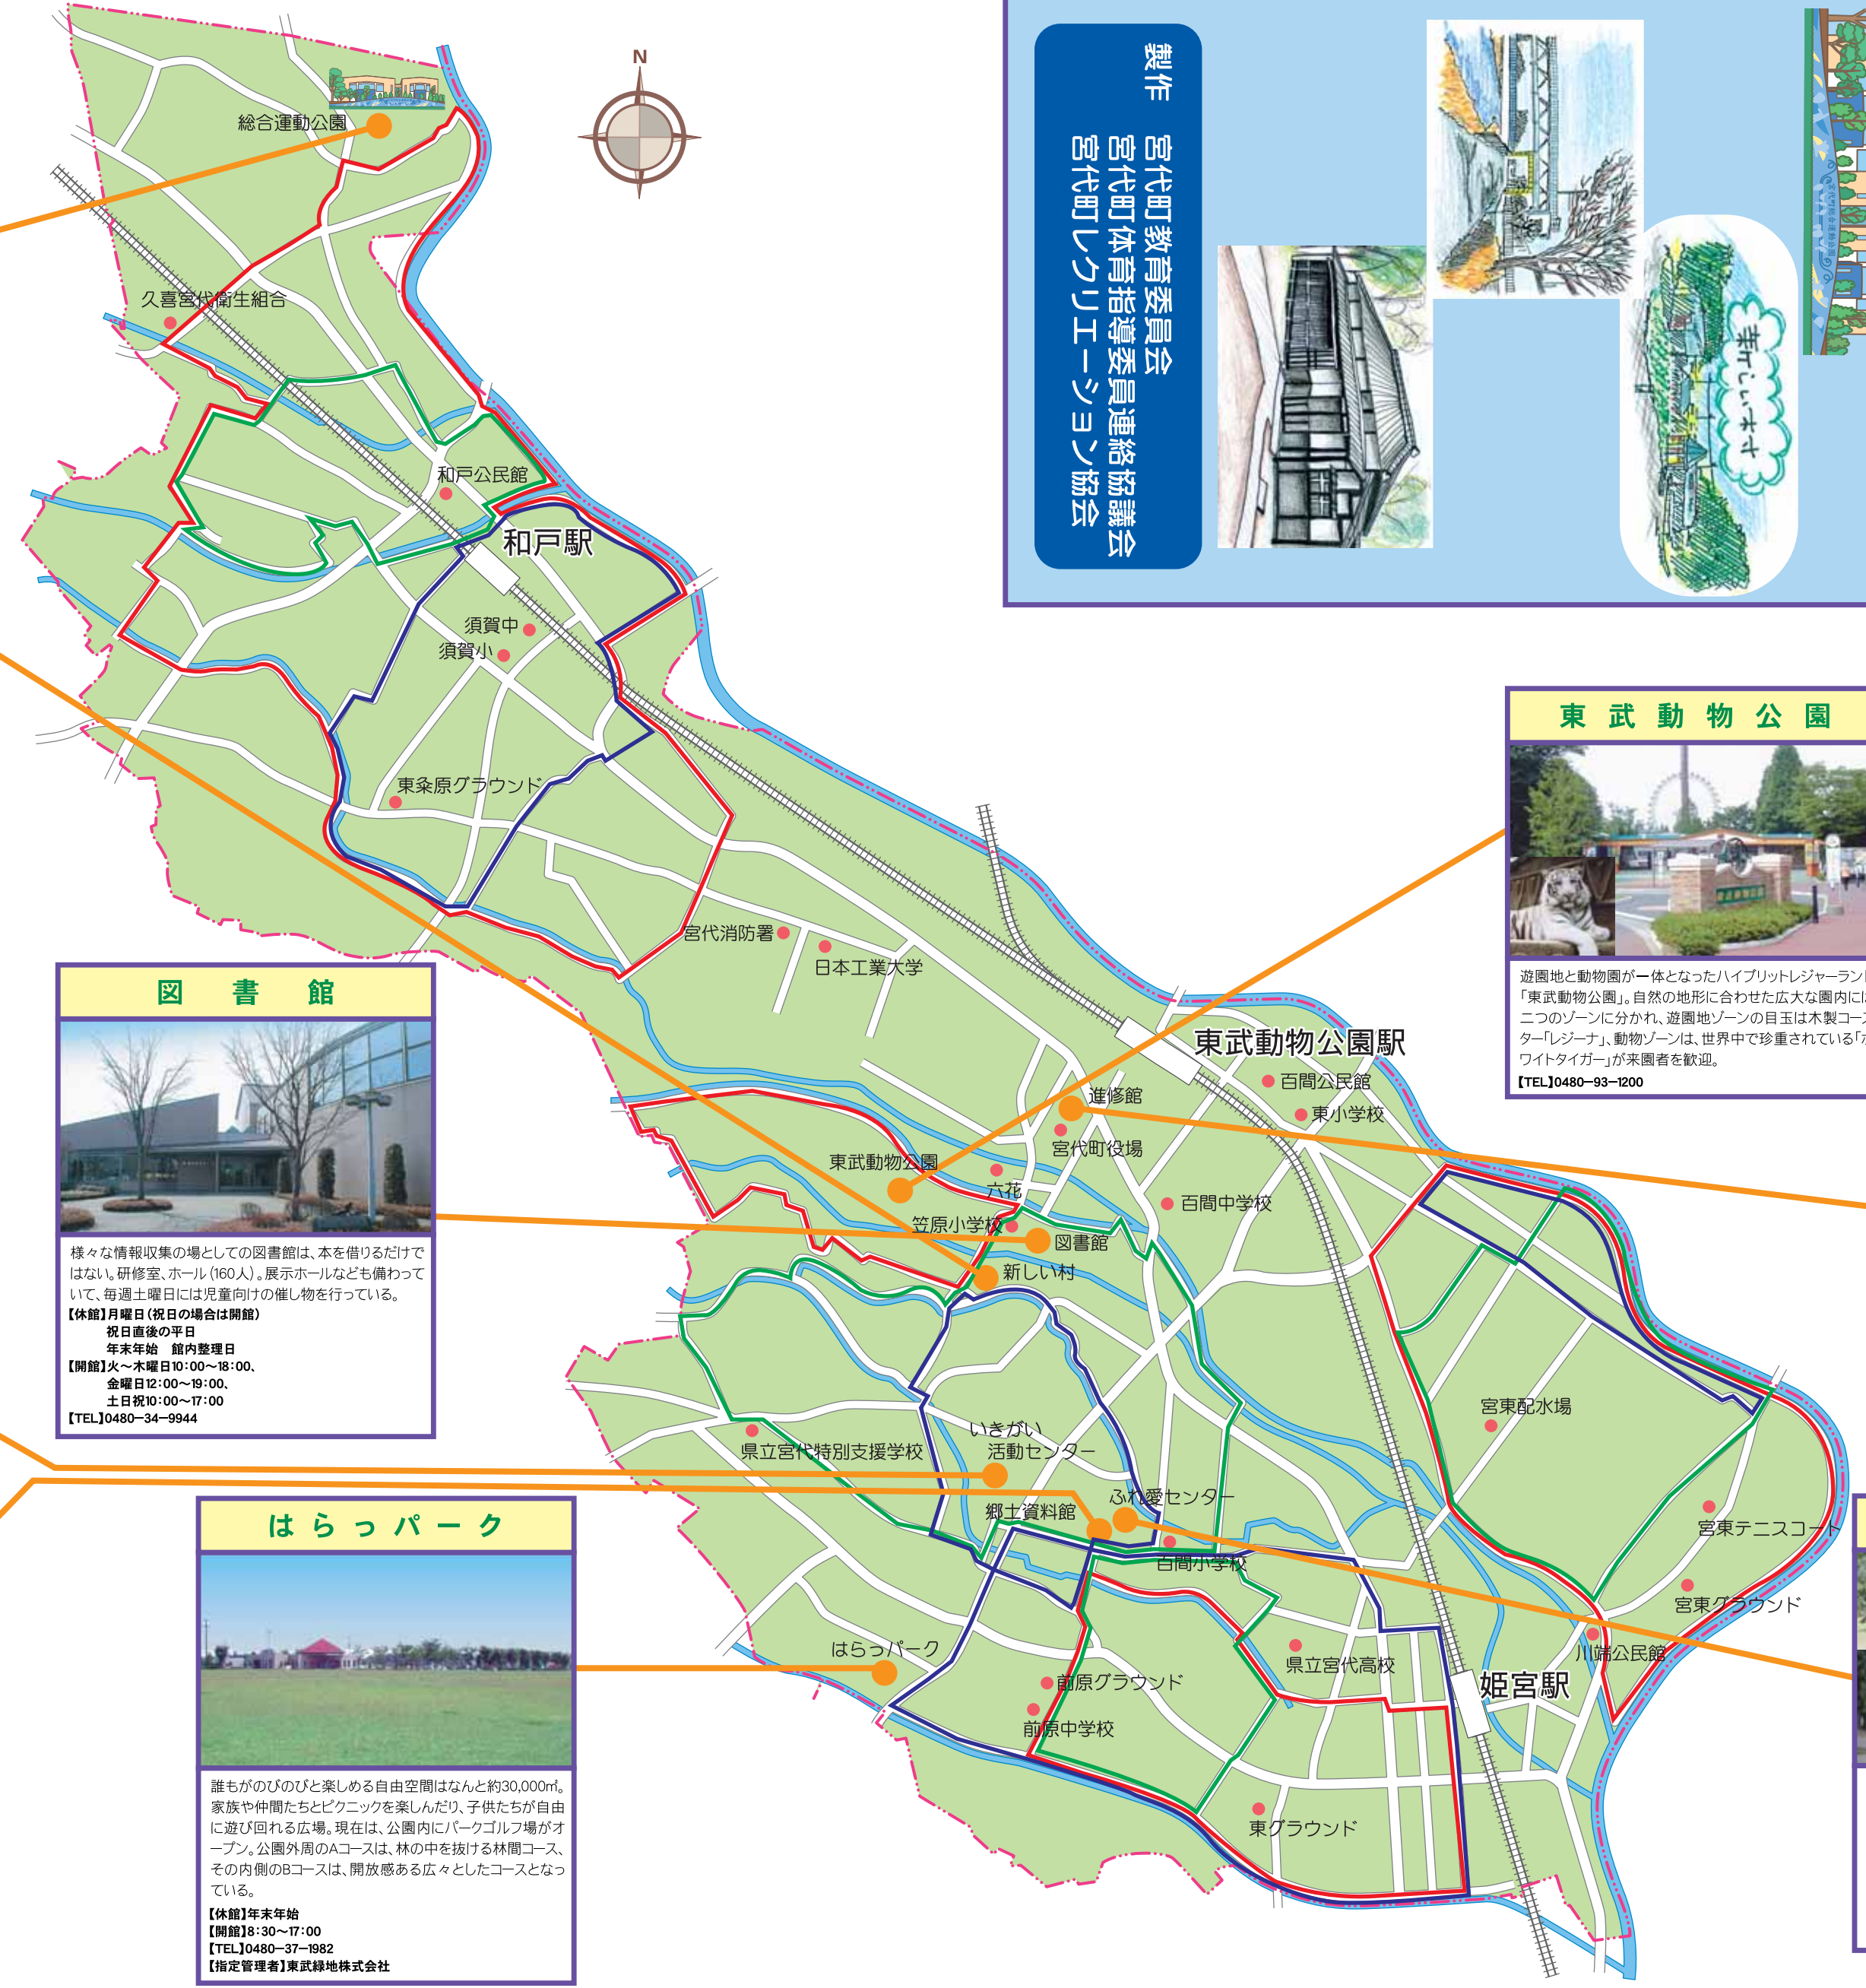 N
総合運動公園
久喜宮代衛生組合
和戸公民館
和戸駅
須賀中
須賀小
東粂原グラウンド
宮代消防署
日本工業大学
東武動物公園駅
百間公民館
進修館
東小学校
宮代町役場
東武動物公園
六花
百間中学校
笠原小学校
図書館
新しい村
宮東配水場
いきがい
活動センター
県立宮代特別支援学校
ふれ愛センター
郷土資料館
宮東テニスコート
百間小学校
宮東グラウンド
はらっパーク
川端公民館
県立宮代高校
前原グラウンド
姫宮駅
前原中学校
東グラウンド
製作　宮代町教育委員会
宮代町体育指導委員連絡協議会
宮代町レクリエーション協会
新しい村
宮代町総合運動公園
東武動物公園
遊園地と動物園が一体となったハイブリットレジャーラン
「東武動物公園」。自然の地形に合わせた広大な園内に
二つのゾーンに分かれ、遊園地ゾーンの目玉は木製コース
ター「レジーナ」、動物ゾーンは、世界中で珍重されている「
ワイトタイガー」が来園者を歓迎。
【TEL】0480－93－1200
図書館
様々な情報収集の場としての図書館は、本を借りるだけで
はない。研修室、ホール（160人）。展示ホールなども備わって
いて、毎週土曜日には児童向けの催し物を行っている。
【休館】月曜日（祝日の場合は開館）
祝日直後の平日
年末年始　館内整理日
【開館】火～木曜日10：00～18：00、
金曜日12：00～19：00、
土日祝10：00～17：00
【TEL】0480－34－9944
はらっパーク
誰もがのびのびと楽しめる自由空間はなんと約30,000㎡。
家族や仲間たちとピクニックを楽しんだり、子供たちが自由
に遊び回れる広場。現在は、公園内にパークゴルフ場がオ
ープン。公園外周のAコースは、林の中を抜ける林間コース、
その内側のBコースは、開放感ある広々としたコースとなっ
ている。
【休館】年末年始
【開館】8：30～17：00
【TEL】0480－37－1982
【指定管理者】東武緑地株式会社